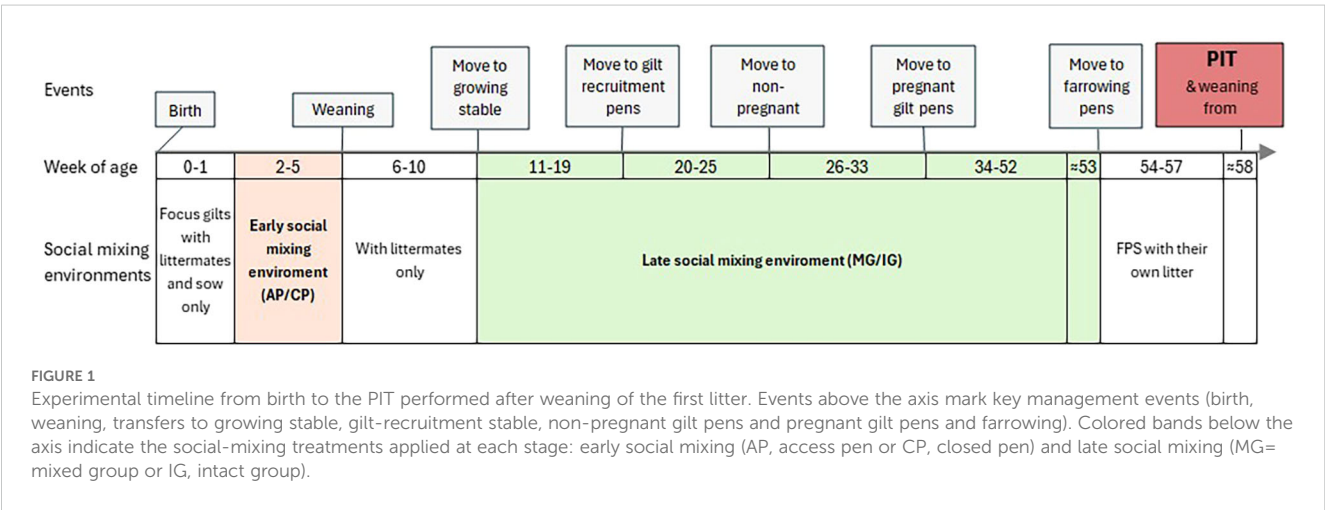 Events
Birth
Weaning
Move to
growing
stable
Move to gilt
recruitment
pens
Move to
non-
pregnant
Move to
pregnant
gilt pens
Move to
farrowing
pens
PIT
& weaning
from
Week of age
0-1
2-5
6-10
11-19
20-25
26-33
34-52
≈53
54-57
≈58
Social mixing
environments
Focus gilts
with
littermates
and sow
only
Early social
mixing
enviroment
(AP/CP)
With littermates
only
Late social mixing enviroment (MG/IG)
FPS with their
own litter
FIGURE 1
Experimental timeline from birth to the PIT performed after weaning of the first litter. Events above the axis mark key management events (birth,
weaning, transfers to growing stable, gilt-recruitment stable, non-pregnant gilt pens and pregnant gilt pens and farrowing). Colored bands below the
axis indicate the social-mixing treatments applied at each stage: early social mixing (AP, access pen or CP, closed pen) and late social mixing (MG=
mixed group or IG, intact group).